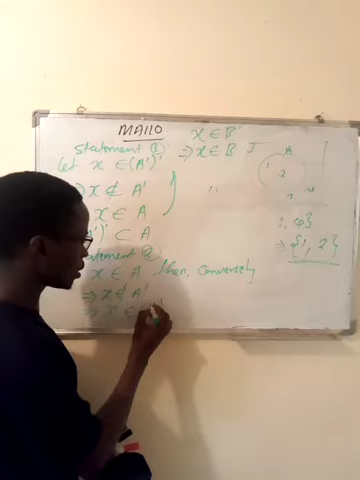 MA110
x ∈ B'
Statement ①
⇒ x ∈ B
let x ∈ (A')'
⇒ x ∉ A'
x ∈ A
A')' ⊂ A
A
1
2
⇒ {1, 2}
Statement ②
x ∈ A then, Conversely
⇒ x ∉ A'
⇒ x ∈